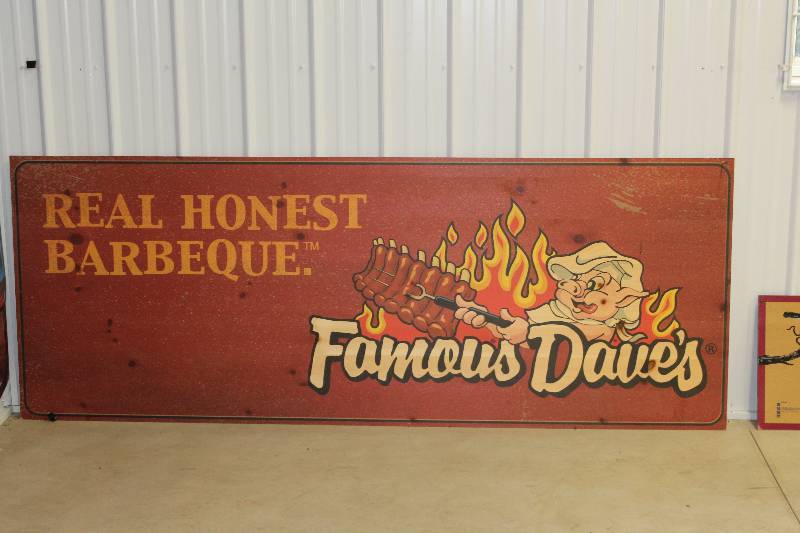 REAL HONEST
BARBEQUE.™
Famous Dave's®